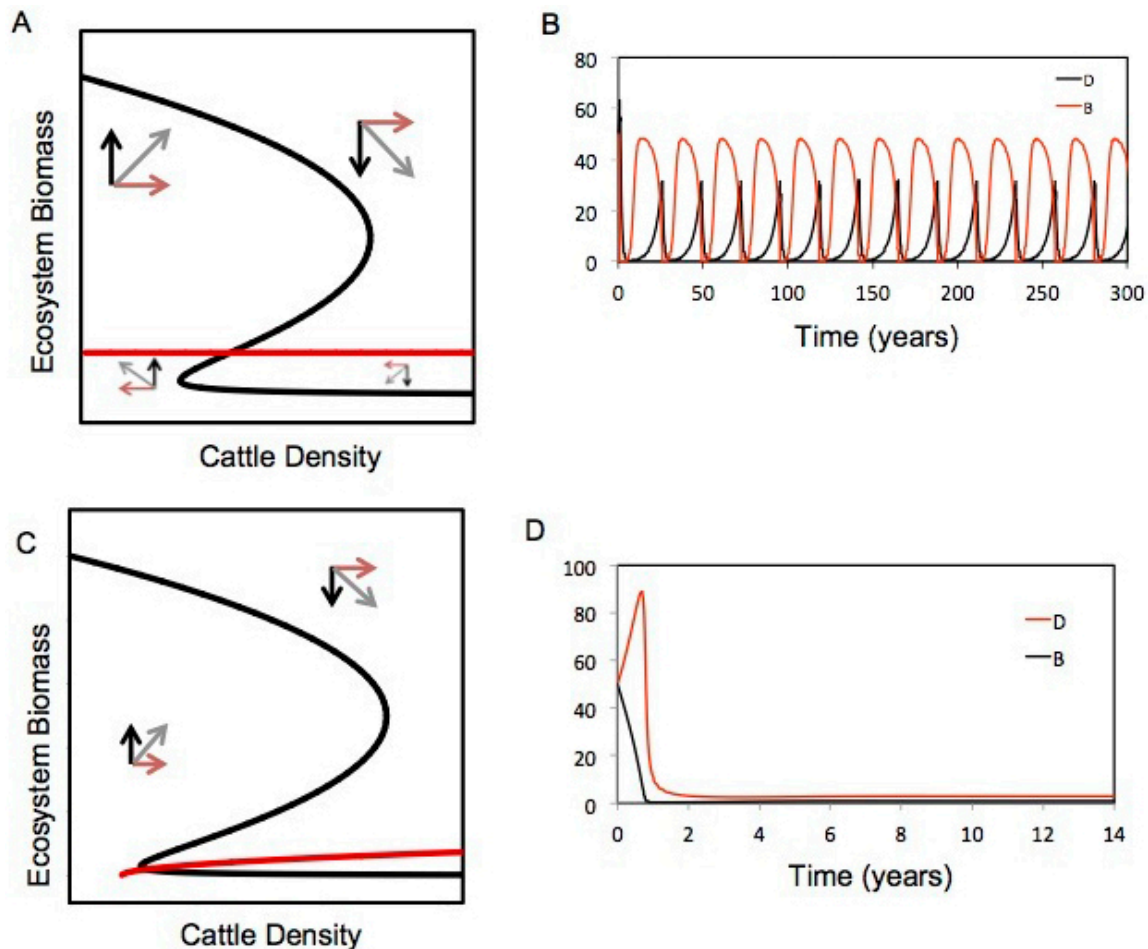 A
Ecosystem Biomass
Cattle Density
B
80
60
40
20
0
D
B
0 50 100 150 200 250 300
Time (years)
C
Ecosystem Biomass
Cattle Density
D
100
80
60
40
20
0
D
B
0 2 4 6 8 10 12 14
Time (years)